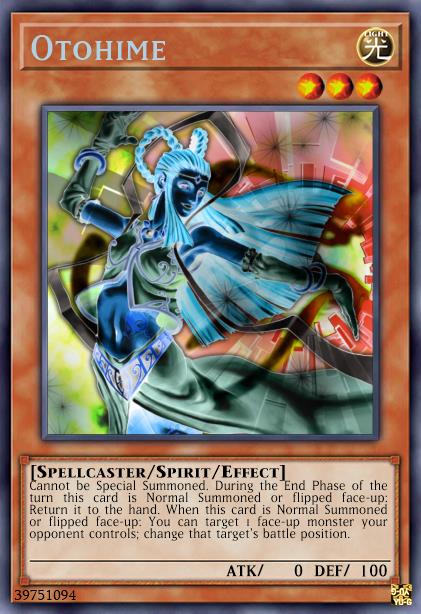 OTOHIME
LIGHT
光
[SPELLCASTER/SPIRIT/EFFECT]
Cannot be Special Summoned. During the End Phase of the
turn this card is Normal Summoned or flipped face-up:
Return it to the hand. When this card is Normal Summoned
or flipped face-up: You can target 1 face-up monster your
opponent controls; change that target's battle position.
ATK/ 0 DEF/ 100
39751094